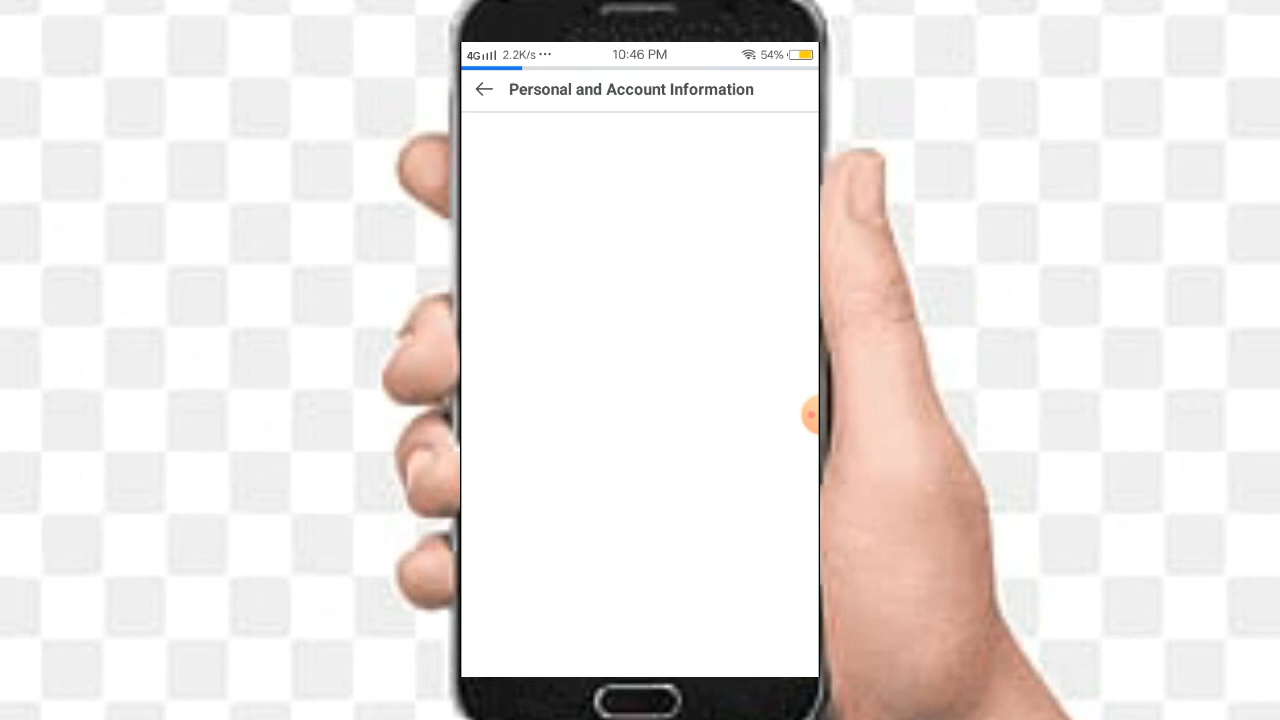 4G 2.2K/s ··· 10:46 PM 54%
Personal and Account Information